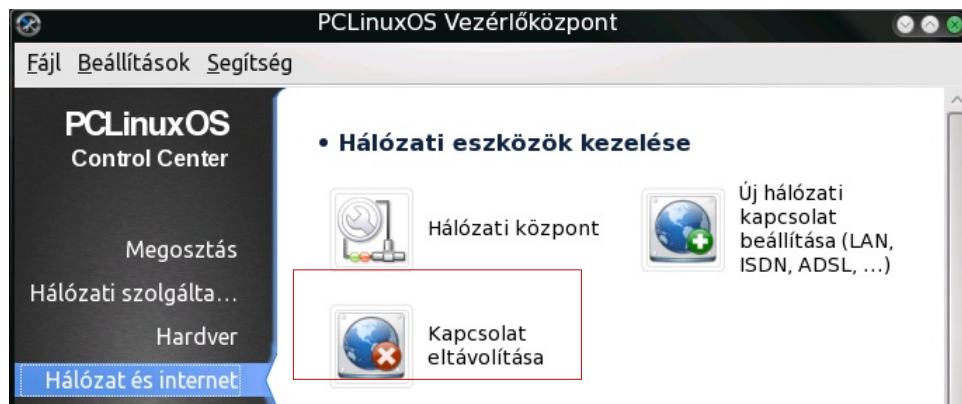 PCLinuxOS Vezérlőközpont
Fájl Beállítások Segítség
PCLinuxOS
Control Center
Megosztás
Hálózati szolgálta...
Hardver
Hálózat és internet
• Hálózati eszközök kezelése
Hálózati központ
Új hálózati
kapcsolat
beállítása (LAN,
ISDN, ADSL, ...)
Kapcsolat
eltávolítása